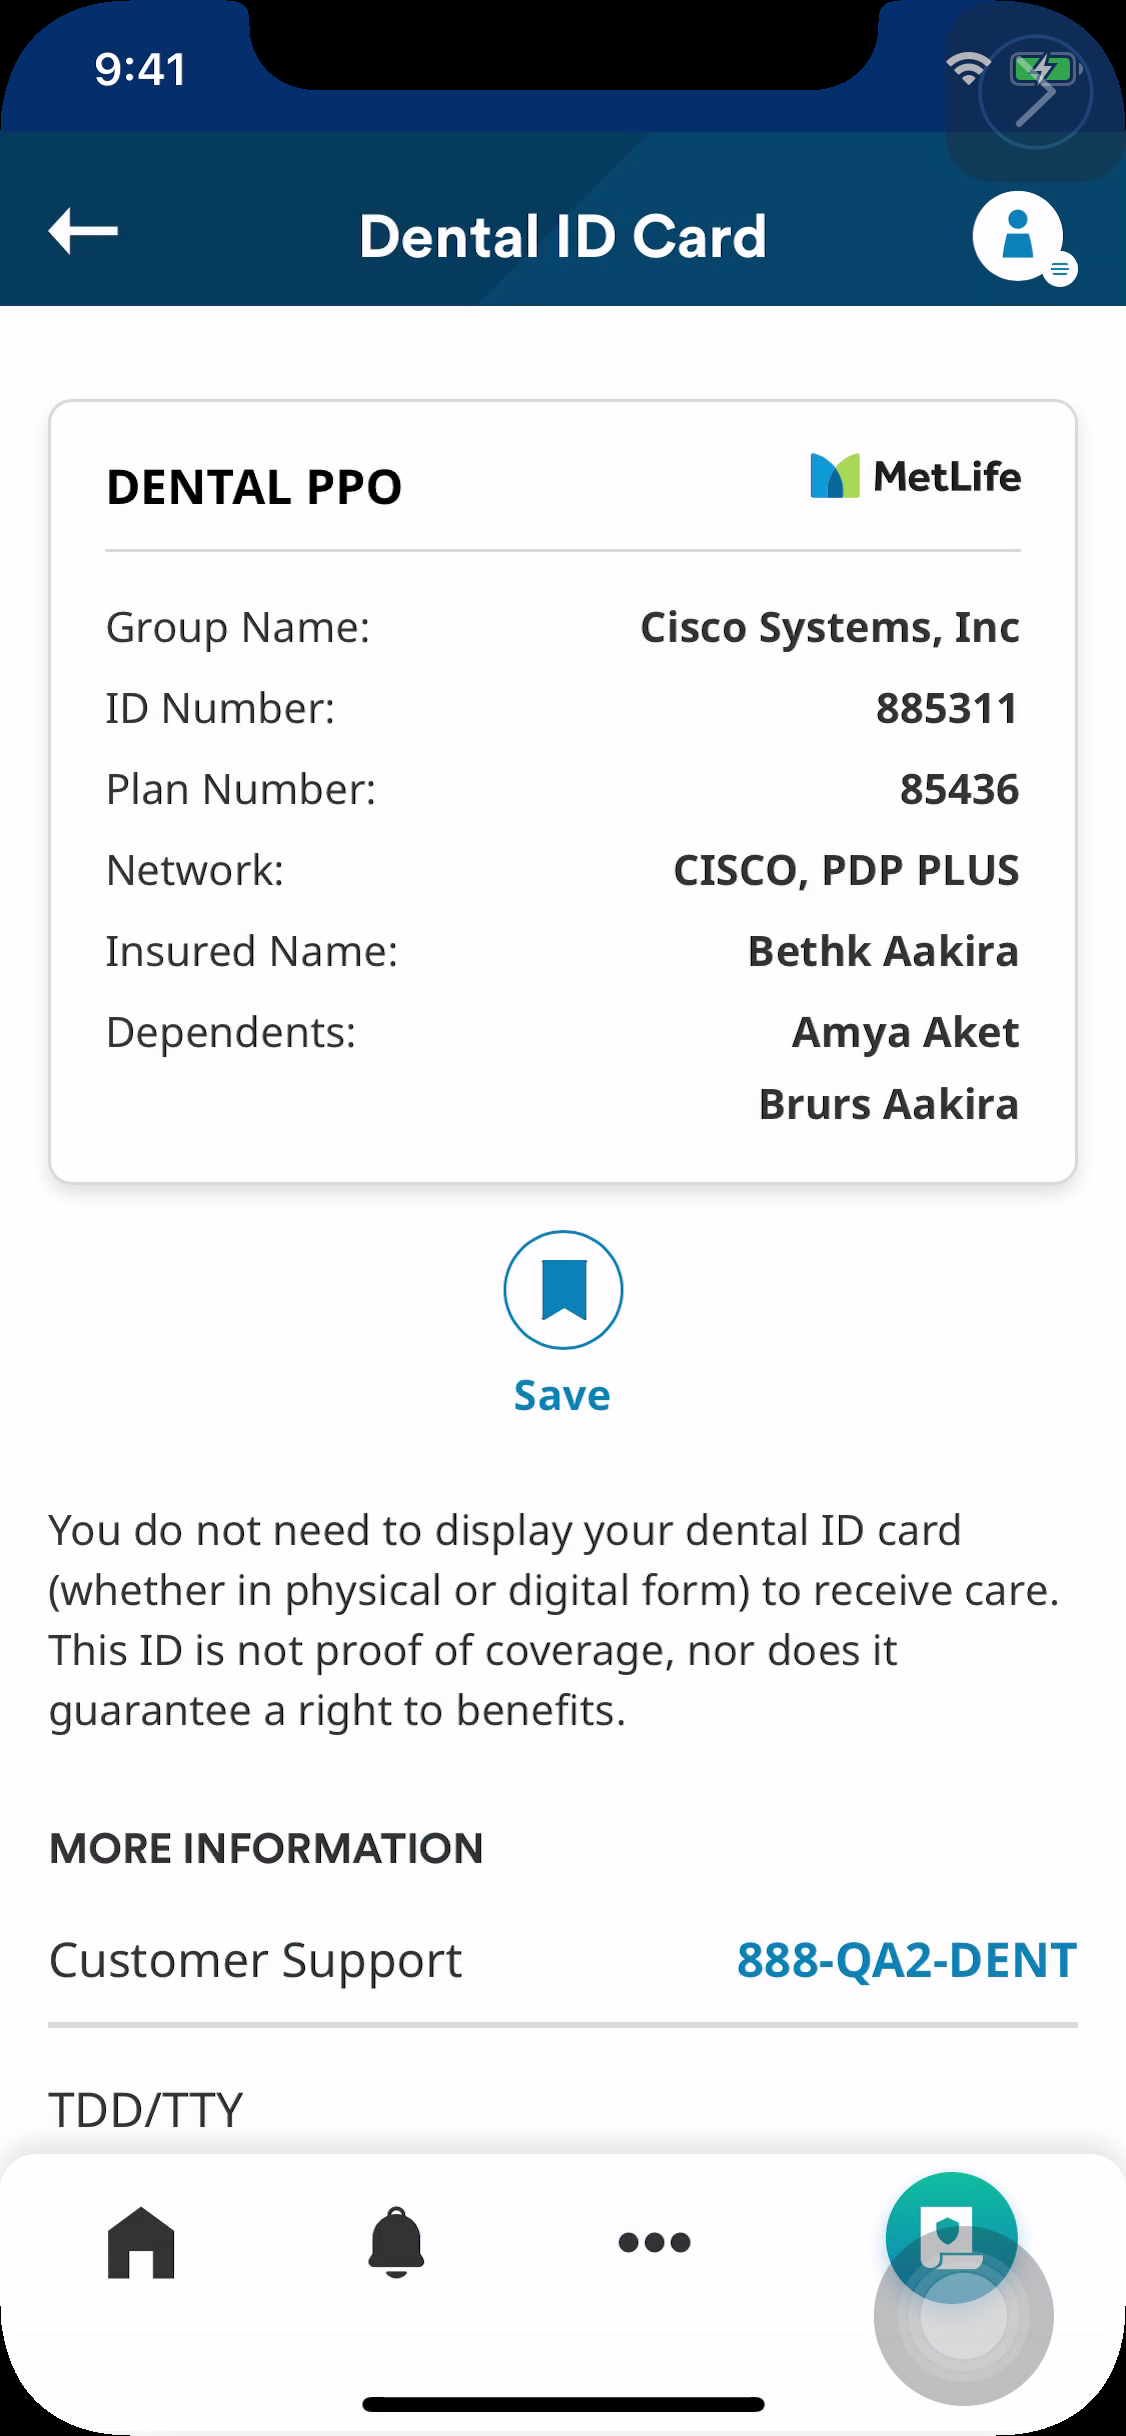 9:41
Dental ID Card
DENTAL PPO
MetLife
Group Name: Cisco Systems, Inc
ID Number: 885311
Plan Number: 85436
Network: CISCO, PDP PLUS
Insured Name: Bethk Aakira
Dependents: Amya Aket
Brurs Aakira
Save
You do not need to display your dental ID card
(whether in physical or digital form) to receive care.
This ID is not proof of coverage, nor does it
guarantee a right to benefits.
MORE INFORMATION
Customer Support 888-QA2-DENT
TDD/TTY